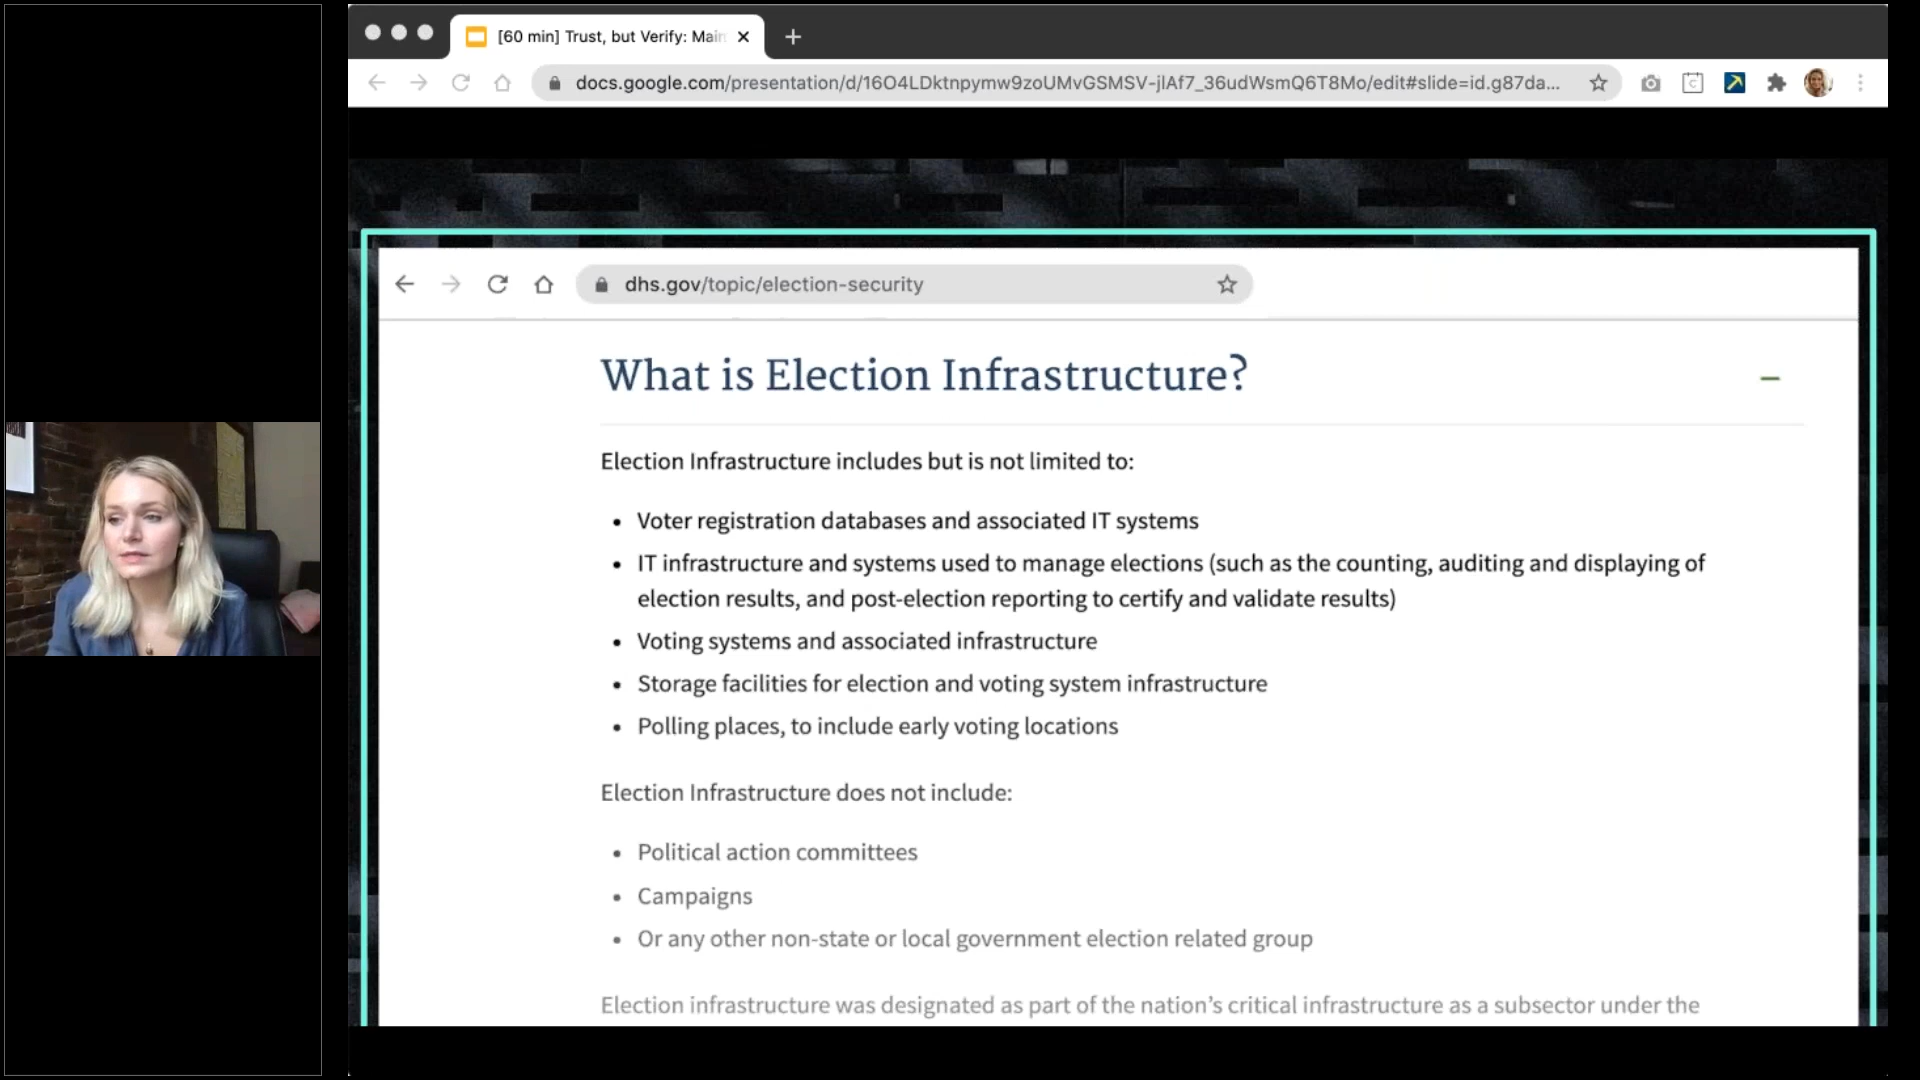 [60 min] Trust, but Verify: Main
docs.google.com/presentation/d/16O4LDktnpymw9zoUMvGSMSV-jlAf7_36udWsmQ6T8Mo/edit#slide=id.g87da...
dhs.gov/topic/election-security
What is Election Infrastructure?
Election Infrastructure includes but is not limited to:
• Voter registration databases and associated IT systems
• IT infrastructure and systems used to manage elections (such as the counting, auditing and displaying of
election results, and post-election reporting to certify and validate results)
• Voting systems and associated infrastructure
• Storage facilities for election and voting system infrastructure
• Polling places, to include early voting locations
Election Infrastructure does not include:
• Political action committees
• Campaigns
• Or any other non-state or local government election related group
Election infrastructure was designated as part of the nation's critical infrastructure as a subsector under the